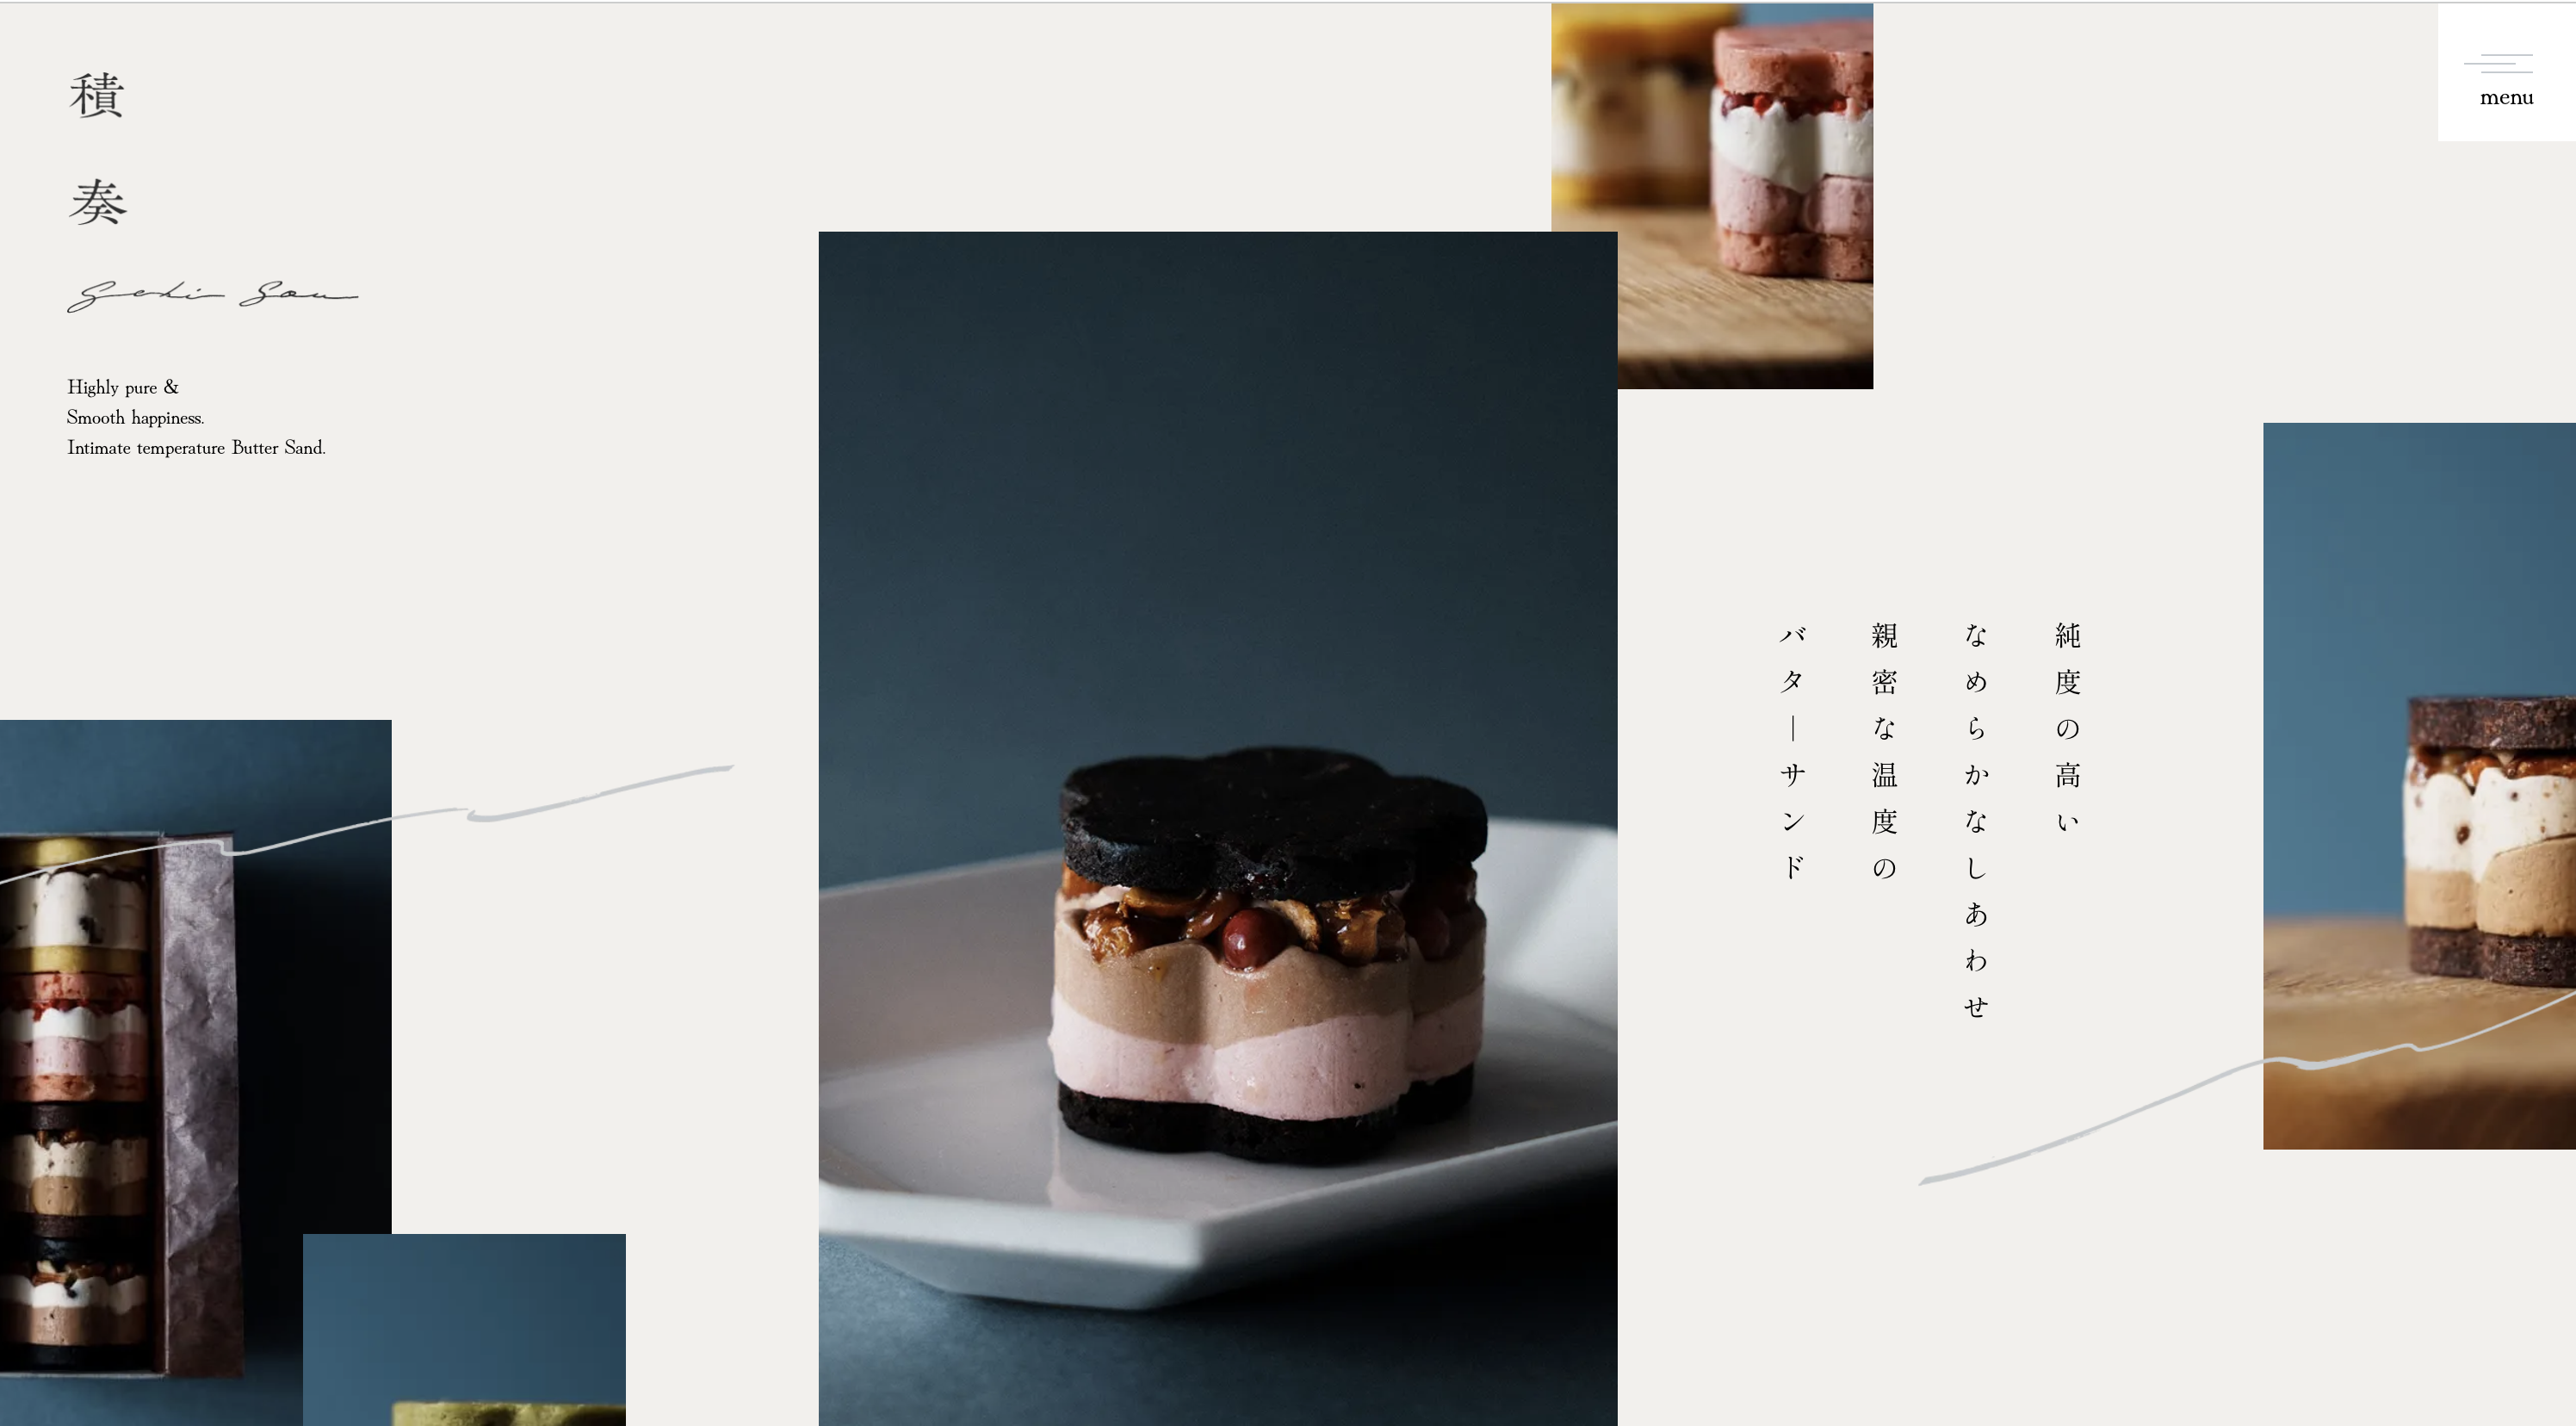 積奏
Seki Sou
Highly pure &
Smooth happiness.
Intimate temperature Butter Sand.
menu
純度の高い
なめらかなしあわせ
親密な温度の
バターサンド